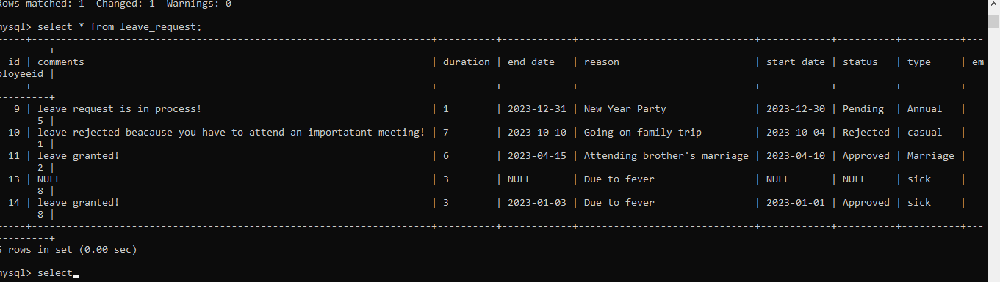 Rows matched: 1  Changed: 1  Warnings: 0
mysql> select * from leave_request;
-----+--------------------------------------------------------------------+----------+------------+-----------------------------+------------+----------+----------+---
---------+
  id | comments                                                           | duration | end_date   | reason                      | start_date | status   | type     | em
ployeeid |
-----+--------------------------------------------------------------------+----------+------------+-----------------------------+------------+----------+----------+---
---------+
   9 | leave request is in process!                                       | 1        | 2023-12-31 | New Year Party              | 2023-12-30 | Pending  | Annual   |
       5 |
  10 | leave rejected beacause you have to attend an importatant meeting! | 7        | 2023-10-10 | Going on family trip        | 2023-10-04 | Rejected | casual   |
       1 |
  11 | leave granted!                                                     | 6        | 2023-04-15 | Attending brother's marriage | 2023-04-10 | Approved | Marriage |
       2 |
  13 | NULL                                                               | 3        | NULL       | Due to fever                | NULL       | NULL     | sick     |
       8 |
  14 | leave granted!                                                     | 3        | 2023-01-03 | Due to fever                | 2023-01-01 | Approved | sick     |
       8 |
-----+--------------------------------------------------------------------+----------+------------+-----------------------------+------------+----------+----------+---
---------+
5 rows in set (0.00 sec)
mysql> select_